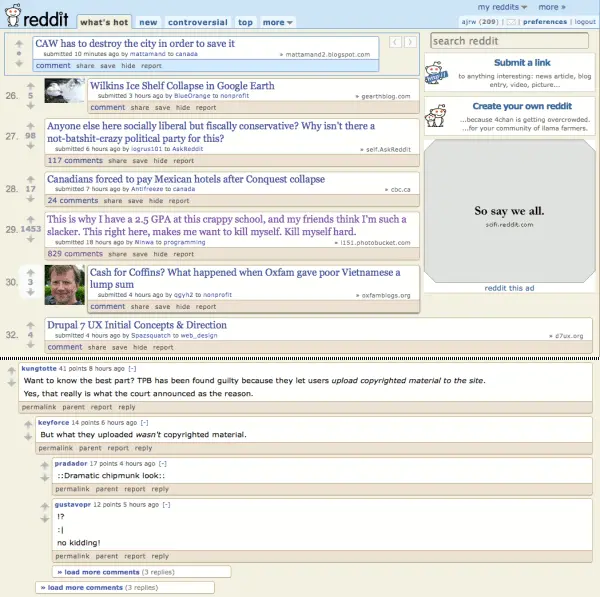 reddit what's hot new controversial top more
my reddits more »
ajrw (209) | | preferences | logout
CAW has to destroy the city in order to save it
submitted 10 minutes ago by mattamand to canada » mattamand2.blogspot.com
comment share save hide report
search reddit
Submit a link
to anything interesting: news article, blog
entry, video, picture...
Create your own reddit
...because 4chan is getting overcrowded.
...for your community of llama farmers.
So say we all.
scifi.reddit.com
reddit this ad
26. 5 Wilkins Ice Shelf Collapse in Google Earth
submitted 3 hours ago by BlueOrange to nonprofit » gearthblog.com
comment share save hide report
27. 98 Anyone else here socially liberal but fiscally conservative? Why isn't there a
not-batshit-crazy political party for this?
submitted 6 hours ago by iogrus101 to AskReddit » self.AskReddit
117 comments share save hide report
28. 17 Canadians forced to pay Mexican hotels after Conquest collapse
submitted 7 hours ago by Antifreeze to canada » cbc.ca
24 comments share save hide report
29. 1453 This is why I have a 2.5 GPA at this crappy school, and my friends think I'm such a
slacker. This right here, makes me want to kill myself. Kill myself hard.
submitted 18 hours ago by Ninwa to programming » i151.photobucket.com
829 comments share save hide report
30. 3 Cash for Coffins? What happened when Oxfam gave poor Vietnamese a
lump sum
submitted 4 hours ago by qgyh2 to nonprofit » oxfamblogs.org
comment share save hide report
32. 4 Drupal 7 UX Initial Concepts & Direction
submitted 4 hours ago by Spazsquatch to web_design » d7ux.org
comment share save hide report
kungtotte 41 points 8 hours ago [-]
Want to know the best part? TPB has been found guilty because they let users upload copyrighted material to the site.
Yes, that really is what the court announced as the reason.
permalink parent report reply
keyforce 14 points 6 hours ago [-]
But what they uploaded wasn't copyrighted material.
permalink parent report reply
pradador 17 points 4 hours ago [-]
::Dramatic chipmunk look::
permalink parent report reply
gustavopr 12 points 5 hours ago [-]
!?
:|
no kidding!
permalink parent report reply
» load more comments (3 replies)
» load more comments (3 replies)